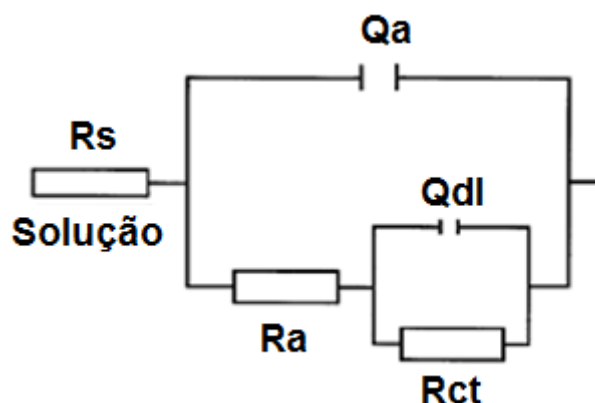 Qa
Rs
Solução
Qdl
Ra
Rct